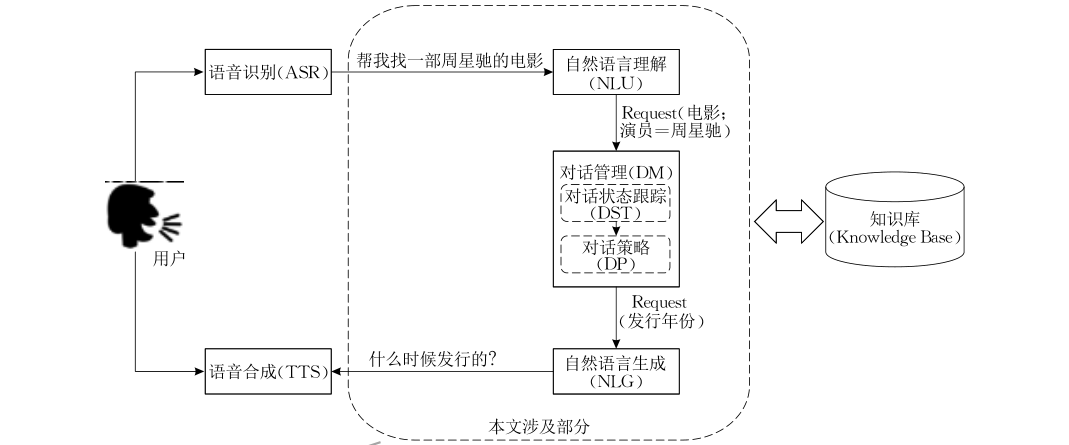 语音识别(ASR)
帮我找一部周星驰的电影
自然语言理解
(NLU)
Request(电影;
演员=周星驰)
对话管理(DM)
对话状态跟踪
(DST)
对话策略
(DP)
知识库
(Knowledge Base)
用户
Request
(发行年份)
语音合成(TTS)
什么时候发行的?
自然语言生成
(NLG)
本文涉及部分